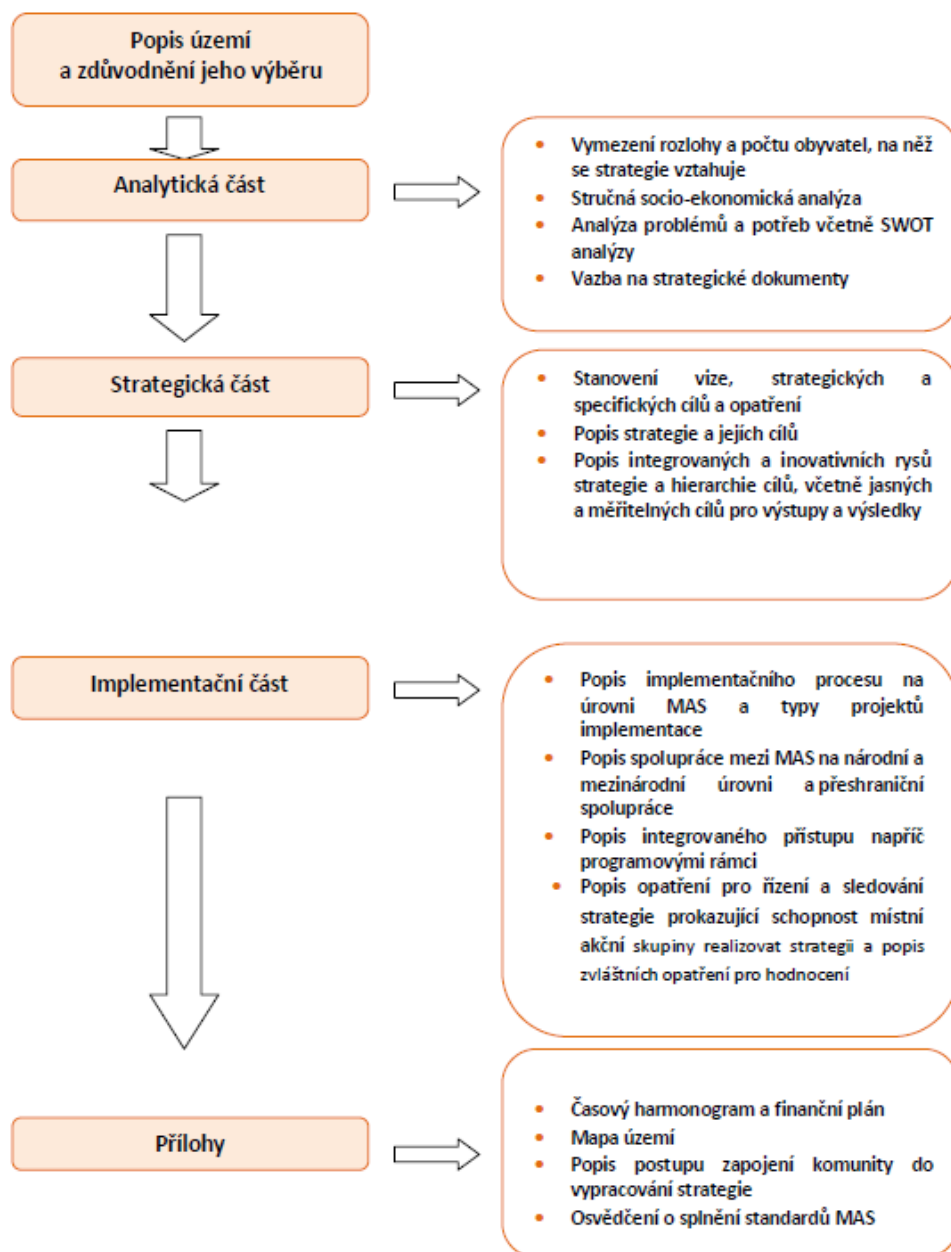 Popis území
a zdůvodnění jeho výběru
Analytická část
• Vymezení rozlohy a počtu obyvatel, na něž
se strategie vztahuje
• Stručná socio-ekonomická analýza
• Analýza problémů a potřeb včetně SWOT
analýzy
• Vazba na strategické dokumenty
Strategická část
• Stanovení vize, strategických a
specifických cílů a opatření
• Popis strategie a jejích cílů
• Popis integrovaných a inovativních rysů
strategie a hierarchie cílů, včetně jasných
a měřitelných cílů pro výstupy a výsledky
Implementační část
• Popis implementačního procesu na
úrovni MAS a typy projektů
implementace
• Popis spolupráce mezi MAS na národní a
mezinárodní úrovni a přeshraniční
spolupráce
• Popis integrovaného přístupu napříč
programovými rámci
• Popis opatření pro řízení a sledování
strategie prokazující schopnost místní
akční skupiny realizovat strategii a popis
zvláštních opatření pro hodnocení
Přílohy
• Časový harmonogram a finanční plán
• Mapa území
• Popis postupu zapojení komunity do
vypracování strategie
• Osvědčení o splnění standardů MAS